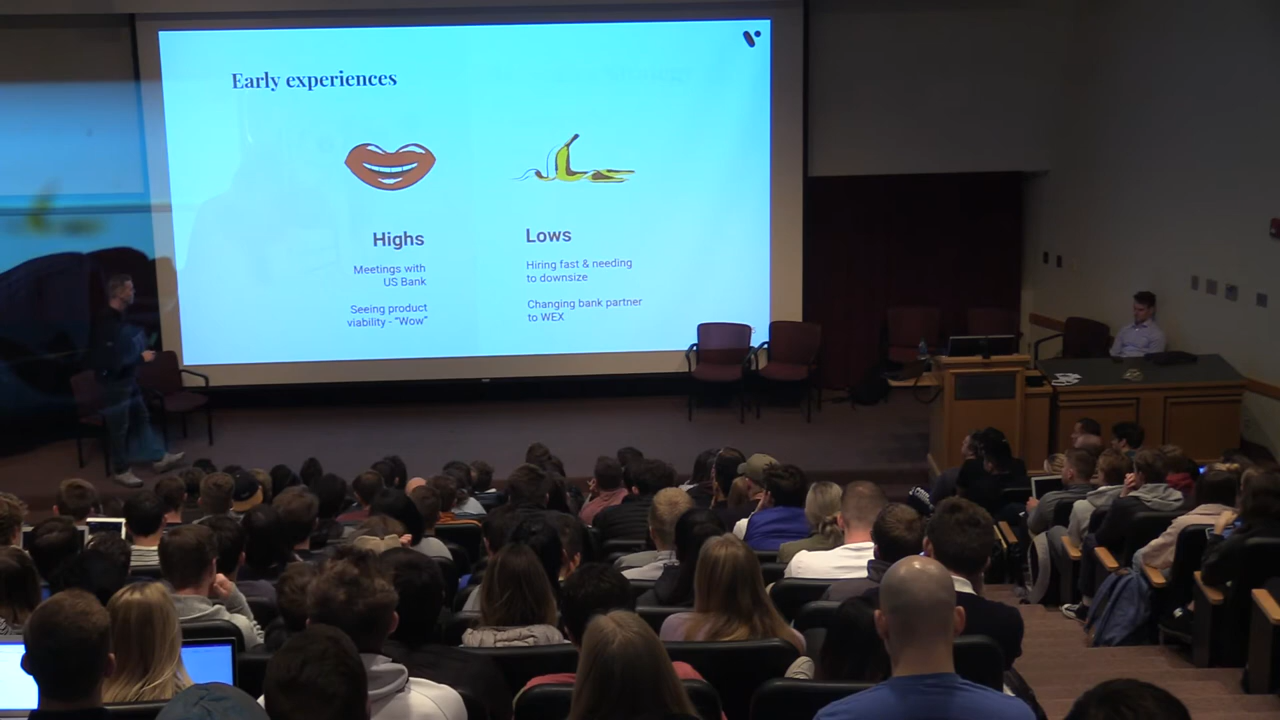 Early experiences
Highs
Meetings with
US Bank
Seeing product
viability - “Wow”
Lows
Hiring fast & needing
to downsize
Changing bank partner
to WEX